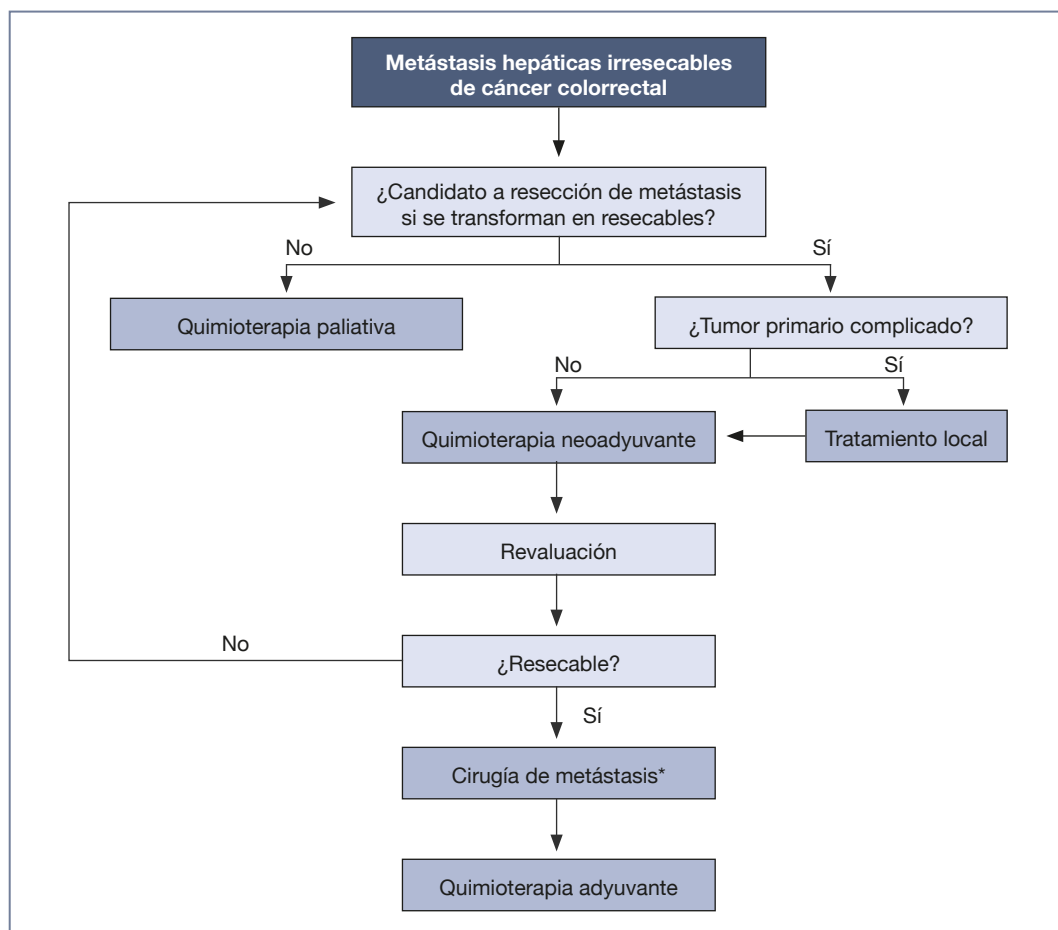 Metástasis hepáticas irresecables
de cáncer colorrectal
¿Candidato a resección de metástasis
si se transforman en resecables?
No
Sí
Quimioterapia paliativa
¿Tumor primario complicado?
No
Sí
Quimioterapia neoadyuvante
Tratamiento local
Revaluación
No
¿Resecable?
Sí
Cirugía de metástasis*
Quimioterapia adyuvante